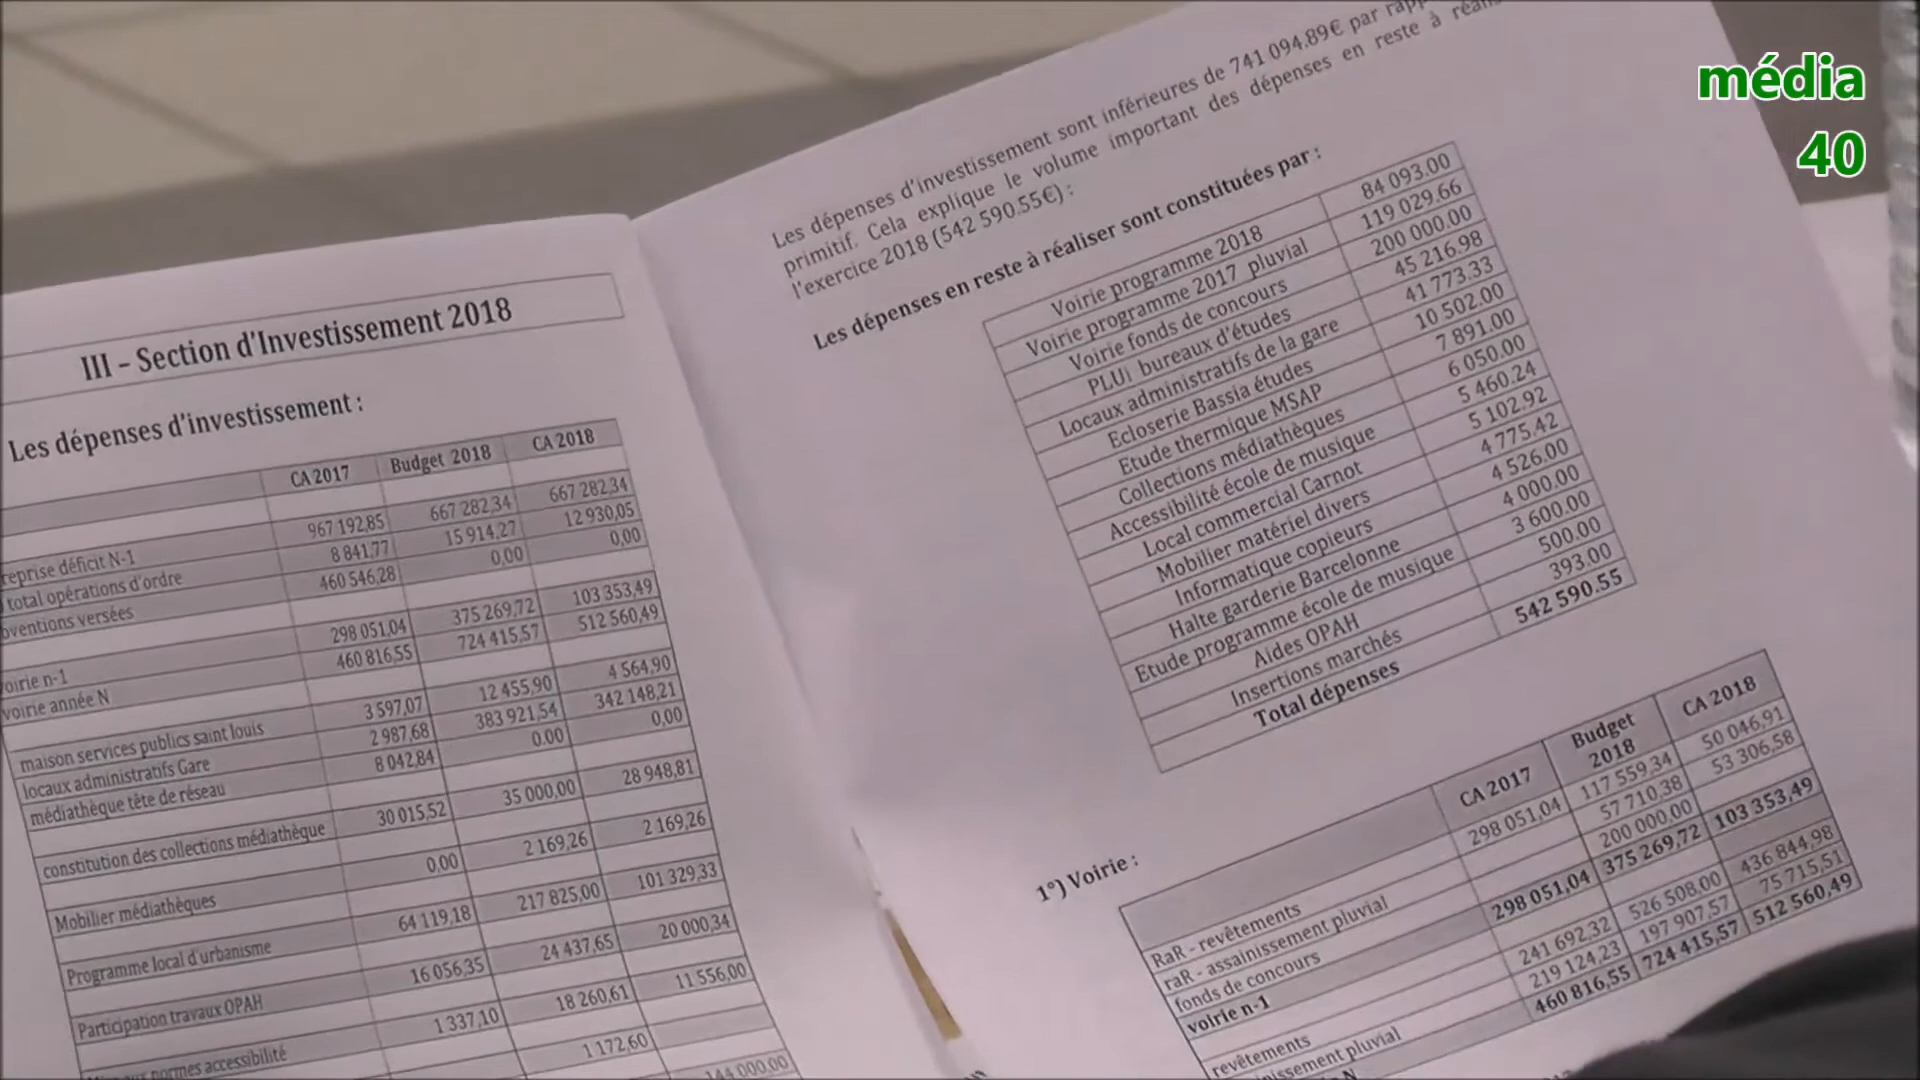 média
40
III – Section d'Investissement 2018
Les dépenses d'investissement :
CA 2017 Budget 2018 CA 2018
reprise déficit N-1 967 192,85 667 282,34 667 282,34
total opérations d'ordre 8 841,77 15 914,27 12 930,05
versées 460 546,28 0,00 0,00
voirie n-1 298 051,04 375 269,72 103 353,49
voirie année N 460 816,55 724 415,57 512 560,49
maison services publics saint louis 3 597,07 12 455,90 4 564,90
locaux administratifs Gare 2 987,68 383 921,54 342 148,21
médiathèque tête de réseau 8 042,84 0.00 0,00
constitution des collections médiathèque 30 015,52 35 000,00 28 948,81
Mobilier médiathèques 0,00 2 169,26 2 169,26
Programme local d'urbanisme 64 119,18 217 825,00 101 329,33
Participation travaux OPAH 16 056,35 24 437,65 20 000,34
normes accessibilité 1 337,10 18 260,61 11 556,00
1 172,60
144 000,00
Les dépenses d'investissement sont inférieures de 741 094.89€ par
primitif. Cela explique le volume important des dépenses en reste à
l'exercice 2018 (542 590.55€) :
Les dépenses en reste à réaliser sont constituées par :
Voirie programme 2018 84 093.00
Voirie programme 2017 pluvial 119 029.66
Voirie fonds de concours 200 000.00
PLUi bureaux d'études 45 216.98
Locaux administratifs de la gare 41 773.33
Ecloserie Bassia études 10 502.00
Etude thermique MSAP 7 891.00
Collections médiathèques 6 050.00
Accessibilité école de musique 5 460.24
Local commercial Carnot 5 102.92
Mobilier matériel divers 4 775.42
Informatique copieurs 4 526.00
Halte garderie Barcelonne 4 000.00
Etude programme école de musique 3 600.00
Aides OPAH 500.00
Insertions marchés 393.00
Total dépenses 542 590.55
1°) Voirie :
CA 2017 Budget 2018 CA 2018
RaR - revêtements 298 051,04 117 559,34 50 046,91
raR - assainissement pluvial 57 710,38 53 306,58
fonds de concours 200 000,00
voirie n-1 298 051,04 375 269,72 103 353,49
revêtements 241 692,32 526 508,00 436 844,98
pluvial 219 124,23 197 907,57 75 715,51
N 460 816,55 724 415,57 512 560,49